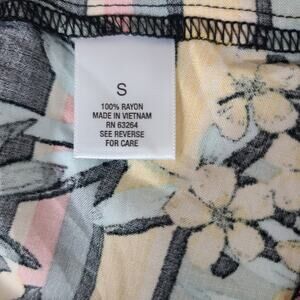 S
100% RAYON
MADE IN VIETNAM
RN 63264
SEE REVERSE
FOR CARE